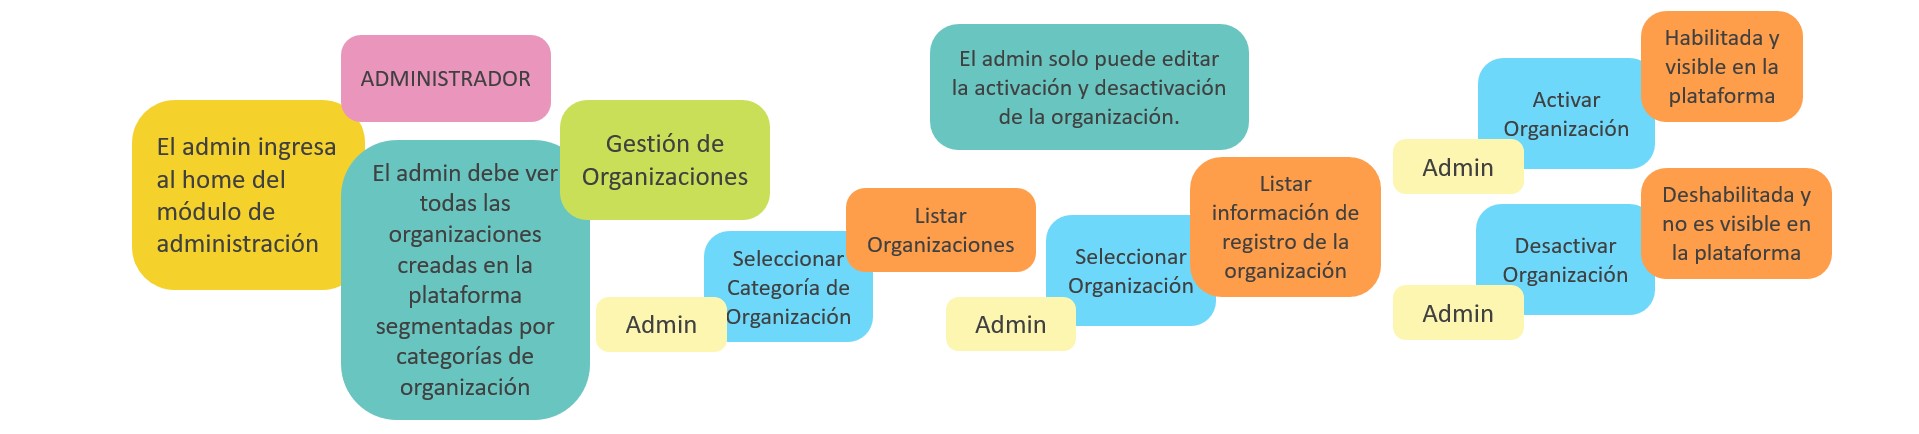 ADMINISTRADOR
El admin ingresa
al home del
módulo de
administración
El admin debe ver
todas las
organizaciones
creadas en la
plataforma
segmentadas por
categorías de
organización
Gestión de
Organizaciones
Admin
Seleccionar
Categoría de
Organización
Listar
Organizaciones
El admin solo puede editar
la activación y desactivación
de la organización.
Admin
Seleccionar
Organización
Listar
información de
registro de la
organización
Admin
Activar
Organización
Habilitada y
visible en la
plataforma
Admin
Desactivar
Organización
Deshabilitada y
no es visible en
la plataforma